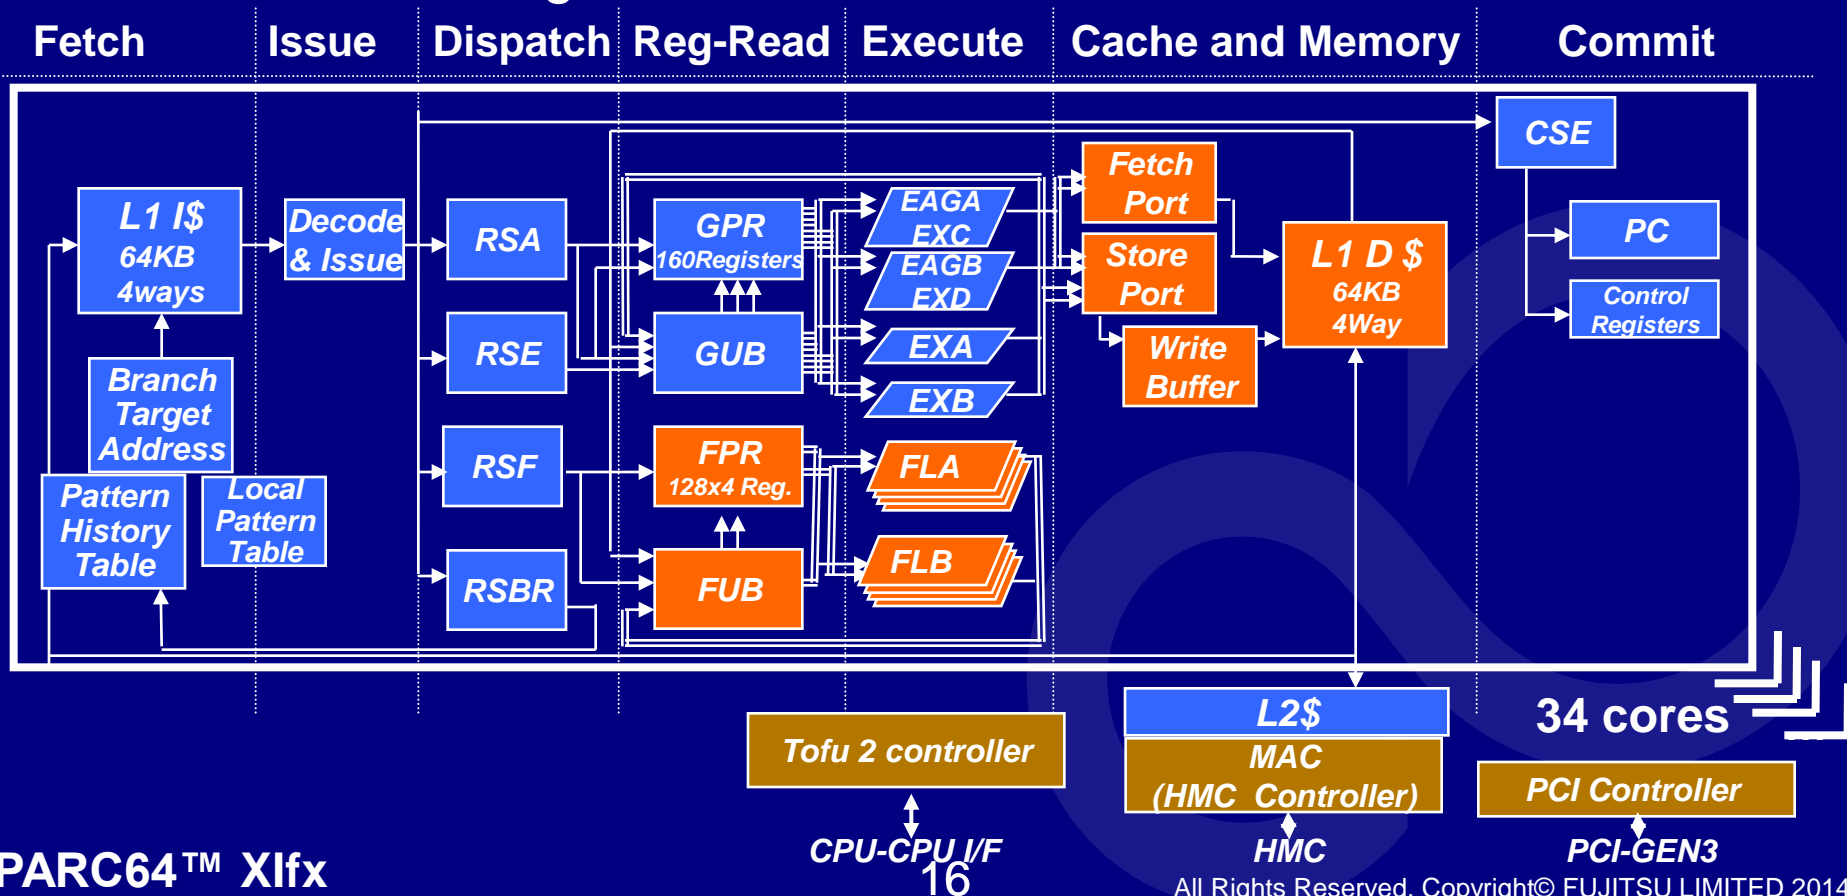 Fetch Issue Dispatch Reg-Read Execute Cache and Memory Commit
L1 I$
64KB
4ways
Branch
Target
Address
Pattern
History
Table
Local
Pattern
Table
Decode
& Issue
RSA
RSE
RSF
RSBR
GPR
160Registers
GUB
FPR
128x4 Reg.
FUB
EAGA
EXC
EAGB
EXD
EXA
EXB
FLA
FLB
Fetch
Port
Store
Port
Write
Buffer
L1 D $
64KB
4Way
CSE
PC
Control
Registers
34 cores
Tofu 2 controller
CPU-CPU I/F
L2$
MAC
(HMC Controller)
HMC
PCI Controller
PCI-GEN3
PARC64™ XIfx
16
All Rights Reserved. Copyright© FUJITSU LIMITED 2014